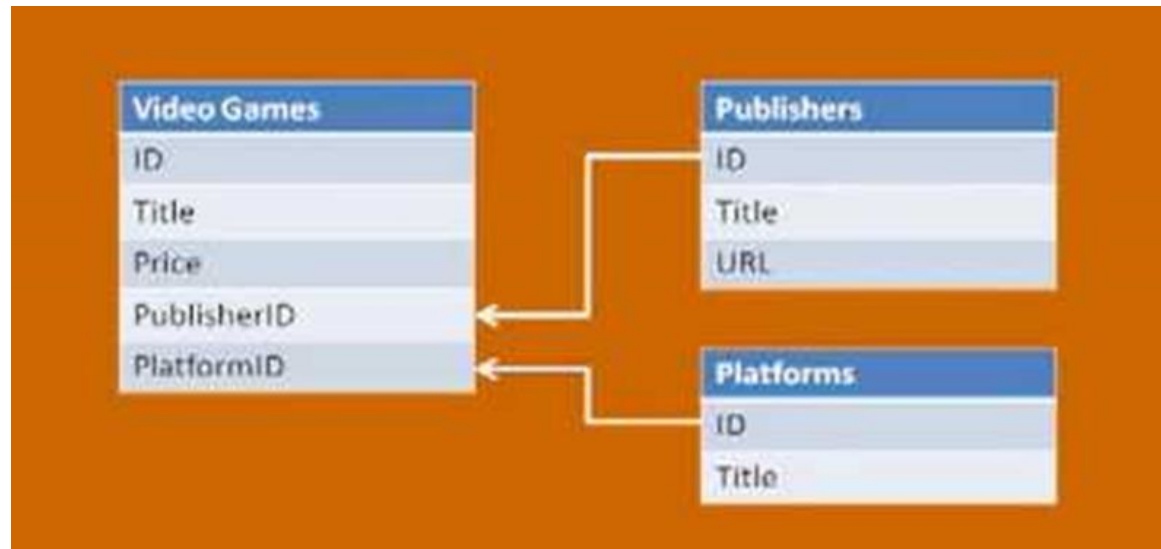 Video Games
ID
Title
Price
PublisherID
PlatformID
Publishers
ID
Title
URL
Platforms
ID
Title